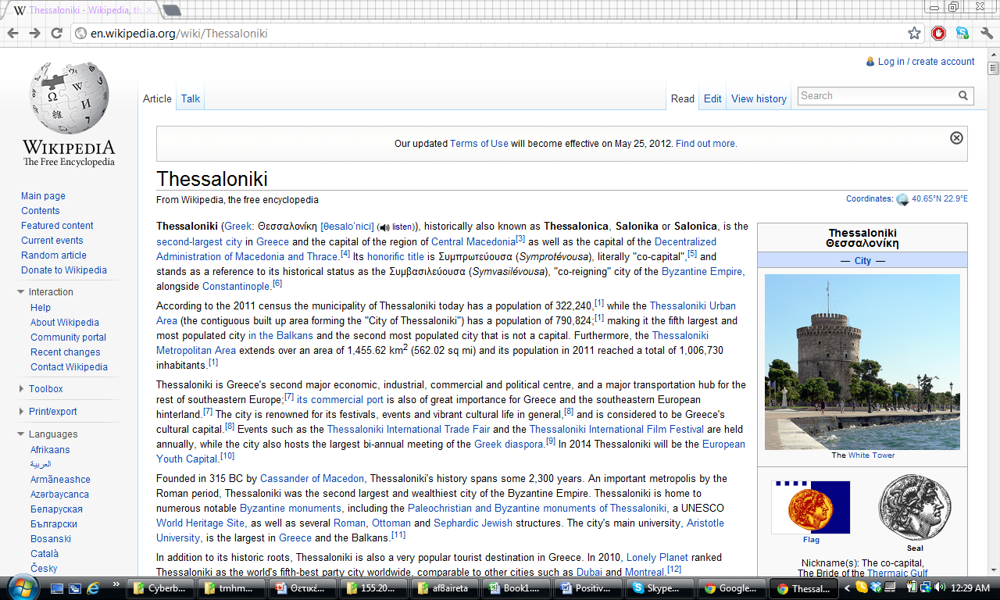 Thessaloniki - Wikipedia, th
en.wikipedia.org/wiki/Thessaloniki
Log in / create account
Article Talk
Read Edit View history Search
WIKIPEDIA
The Free Encyclopedia
Main page
Contents
Featured content
Current events
Random article
Donate to Wikipedia
Interaction
Help
About Wikipedia
Community portal
Recent changes
Contact Wikipedia
Toolbox
Print/export
Languages
Afrikaans
العربية
Armãneashce
Azərbaycanca
Беларуская
Български
Bosanski
Català
Česky
Our updated Terms of Use will become effective on May 25, 2012. Find out more.
Thessaloniki
From Wikipedia, the free encyclopedia
Coordinates: 40.65°N 22.9°E
Thessaloniki (Greek: Θεσσαλονίκη [θesaloˈnici] (listen)), historically also known as Thessalonica, Salonika or Salonica, is the
second-largest city in Greece and the capital of the region of Central Macedonia[3] as well as the capital of the Decentralized
Administration of Macedonia and Thrace.[4] Its honorific title is Συμπρωτεύουσα (Symprotévousa), literally "co-capital",[5] and
stands as a reference to its historical status as the Συμβασιλεύουσα (Symvasilévousa), "co-reigning" city of the Byzantine Empire,
alongside Constantinople.[6]
According to the 2011 census the municipality of Thessaloniki today has a population of 322,240,[1] while the Thessaloniki Urban
Area (the contiguous built up area forming the "City of Thessaloniki") has a population of 790,824;[1] making it the fifth largest and
most populated city in the Balkans and the second most populated city that is not a capital. Furthermore, the Thessaloniki
Metropolitan Area extends over an area of 1,455.62 km2 (562.02 sq mi) and its population in 2011 reached a total of 1,006,730
inhabitants.[1]
Thessaloniki is Greece's second major economic, industrial, commercial and political centre, and a major transportation hub for the
rest of southeastern Europe;[7] its commercial port is also of great importance for Greece and the southeastern European
hinterland.[7] The city is renowned for its festivals, events and vibrant cultural life in general,[8] and is considered to be Greece's
cultural capital.[8] Events such as the Thessaloniki International Trade Fair and the Thessaloniki International Film Festival are held
annually, while the city also hosts the largest bi-annual meeting of the Greek diaspora.[9] In 2014 Thessaloniki will be the European
Youth Capital.[10]
Founded in 315 BC by Cassander of Macedon, Thessaloniki's history spans some 2,300 years. An important metropolis by the
Roman period, Thessaloniki was the second largest and wealthiest city of the Byzantine Empire. Thessaloniki is home to
numerous notable Byzantine monuments, including the Paleochristian and Byzantine monuments of Thessaloniki, a UNESCO
World Heritage Site, as well as several Roman, Ottoman and Sephardic Jewish structures. The city's main university, Aristotle
University, is the largest in Greece and the Balkans.[11]
In addition to its historic roots, Thessaloniki is also a very popular tourist destination in Greece. In 2010, Lonely Planet ranked
Thessaloniki as the world's fifth-best party city worldwide, comparable to other cities such as Dubai and Montreal.[12]
Thessaloniki
Θεσσαλονίκη
— City —
The White Tower
Flag
Seal
Nickname(s): The co-capital,
The Bride of the Thermaic Gulf
Cyberb... tmhm... Θετικέ... 155.20... af8aireta Book1.... Positiv... Skype... Google... Thessal... 12:29 AM